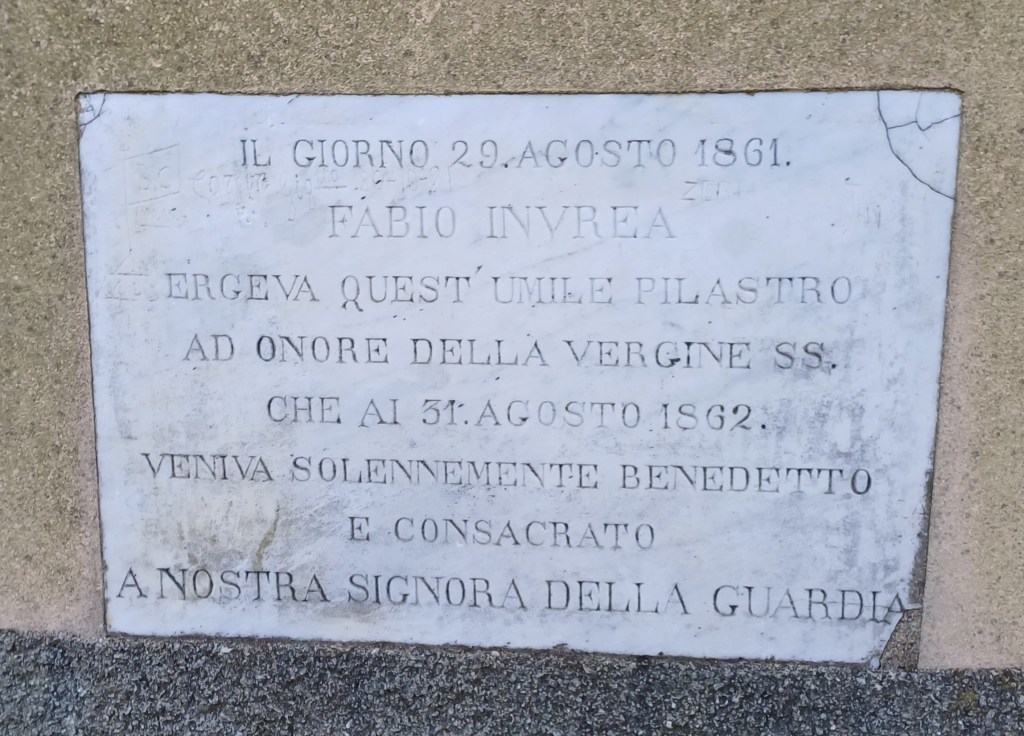 IL GIORNO 29. AGOSTO 1861.
FABIO INVREA
ERGEVA QUEST'UMILE PILASTRO
AD ONORE DELLA VERGINE SS.
CHE AI 31. AGOSTO 1862.
VENIVA SOLENNEMENTE BENEDETTO
E CONSACRATO
A NOSTRA SIGNORA DELLA GUARDIA